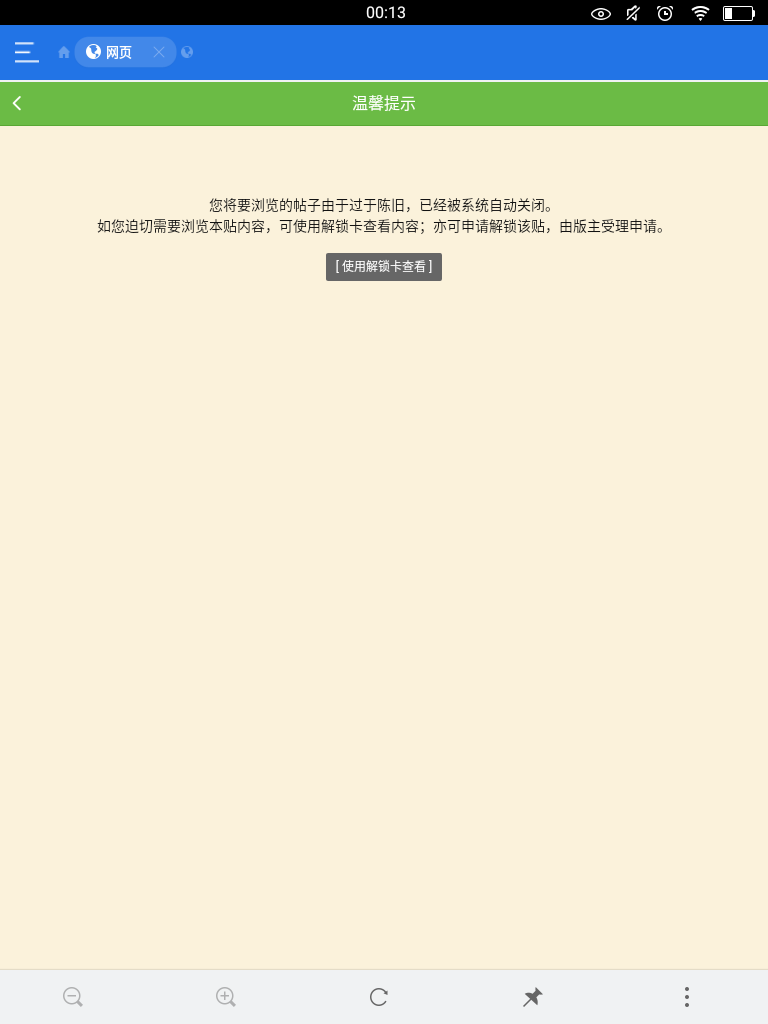 00:13
网页
温馨提示
您将要浏览的帖子由于过于陈旧，已经被系统自动关闭。
如您迫切需要浏览本贴内容，可使用解锁卡查看内容；亦可申请解锁该贴，由版主受理申请。
[ 使用解锁卡查看 ]